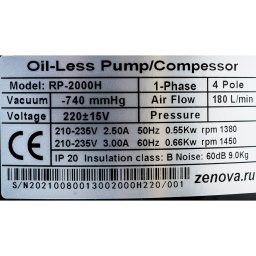 Oil-Less Pump/Compessor
Model: RP-2000H 1-Phase 4 Pole
Vacuum -740 mmHg Air Flow 180 L/min
Voltage 220±15V Pressure
CE 210-235V 2.50A 50Hz 0.55Kw rpm 1380
210-235V 3.00A 60Hz 0.66Kw rpm 1450
IP 20 Insulation class: B Noise: 60dB 9.0Kg
S/N20210080013002000H220/001
zenova.ru